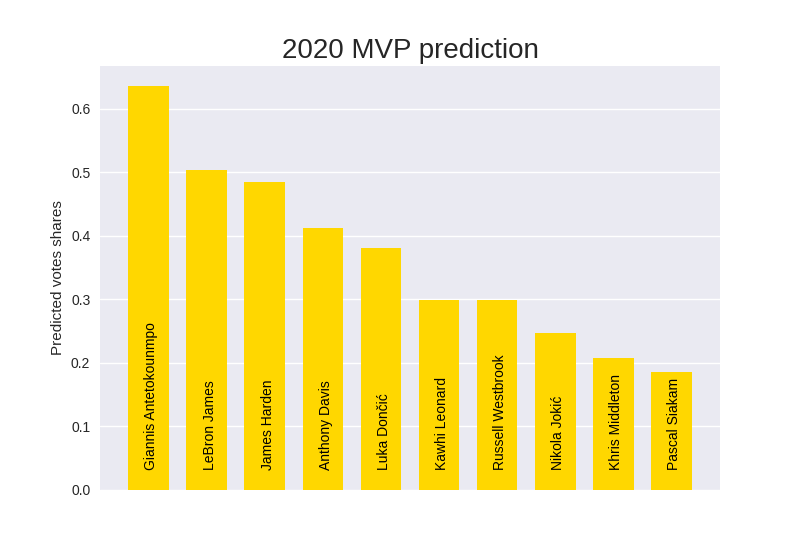 2020 MVP prediction
Predicted votes shares
0.6
0.5
0.4
0.3
0.2
0.1
0.0
Giannis Antetokounmpo
LeBron James
James Harden
Anthony Davis
Luka Dončić
Kawhi Leonard
Russell Westbrook
Nikola Jokić
Khris Middleton
Pascal Siakam